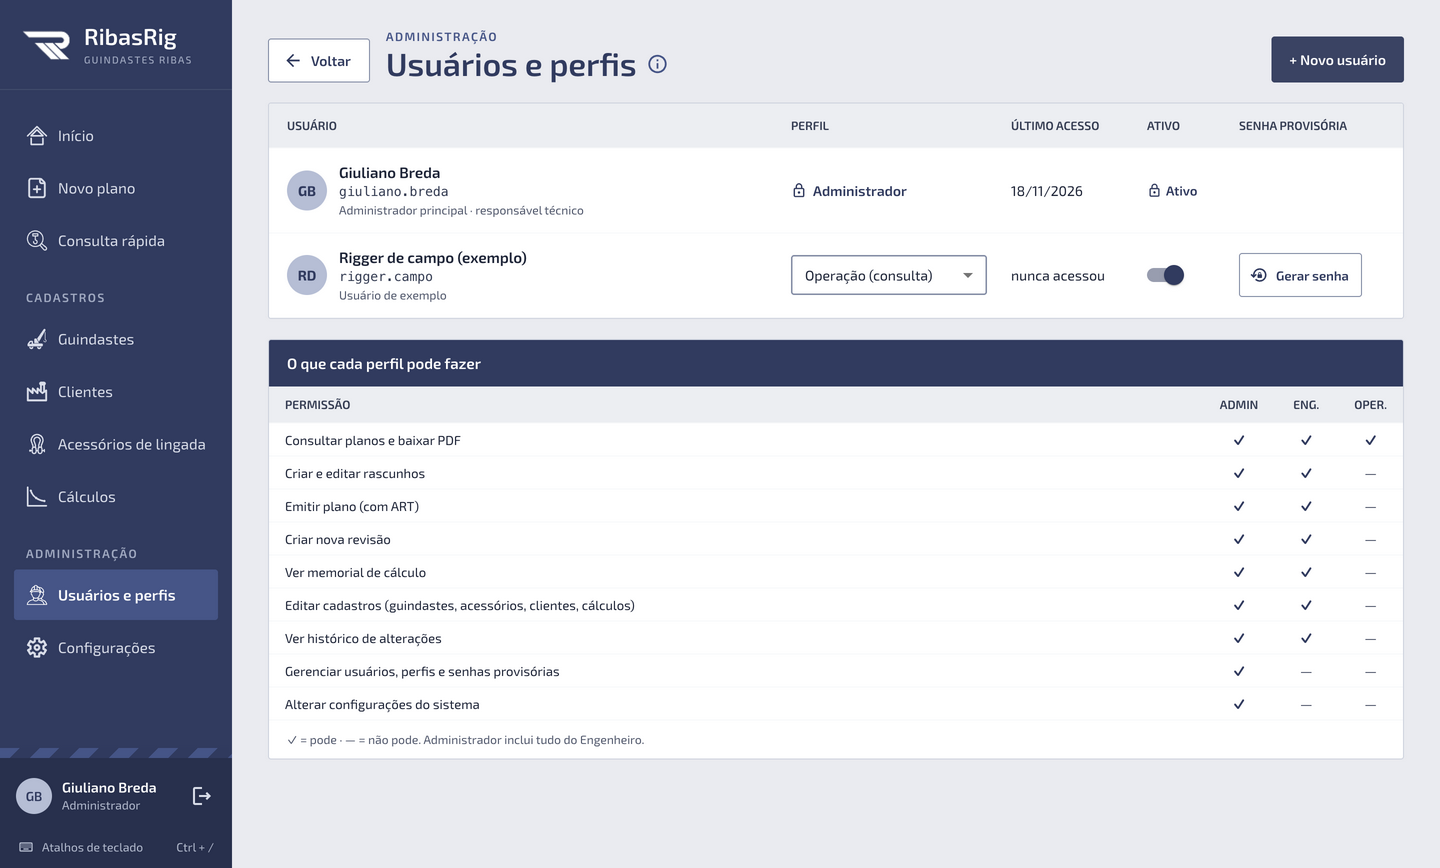 RibasRig
GUINDASTES RIBAS
Início
Novo plano
Consulta rápida
CADASTROS
Guindastes
Clientes
Acessórios de lingada
Cálculos
ADMINISTRAÇÃO
Usuários e perfis
Configurações
GB
Giuliano Breda
Administrador
Atalhos de teclado Ctrl + /
Voltar
ADMINISTRAÇÃO
Usuários e perfis
+ Novo usuário
USUÁRIO PERFIL ÚLTIMO ACESSO ATIVO SENHA PROVISÓRIA
GB
Giuliano Breda
giuliano.breda
Administrador principal · responsável técnico
Administrador
18/11/2026
Ativo
RD
Rigger de campo (exemplo)
rigger.campo
Usuário de exemplo
Operação (consulta)
nunca acessou
Gerar senha
O que cada perfil pode fazer
PERMISSÃO ADMIN ENG. OPER.
Consultar planos e baixar PDF ✓ ✓ ✓
Criar e editar rascunhos ✓ ✓ —
Emitir plano (com ART) ✓ ✓ —
Criar nova revisão ✓ ✓ —
Ver memorial de cálculo ✓ ✓ —
Editar cadastros (guindastes, acessórios, clientes, cálculos) ✓ ✓ —
Ver histórico de alterações ✓ ✓ —
Gerenciar usuários, perfis e senhas provisórias ✓ — —
Alterar configurações do sistema ✓ — —
✓ = pode · — = não pode. Administrador inclui tudo do Engenheiro.